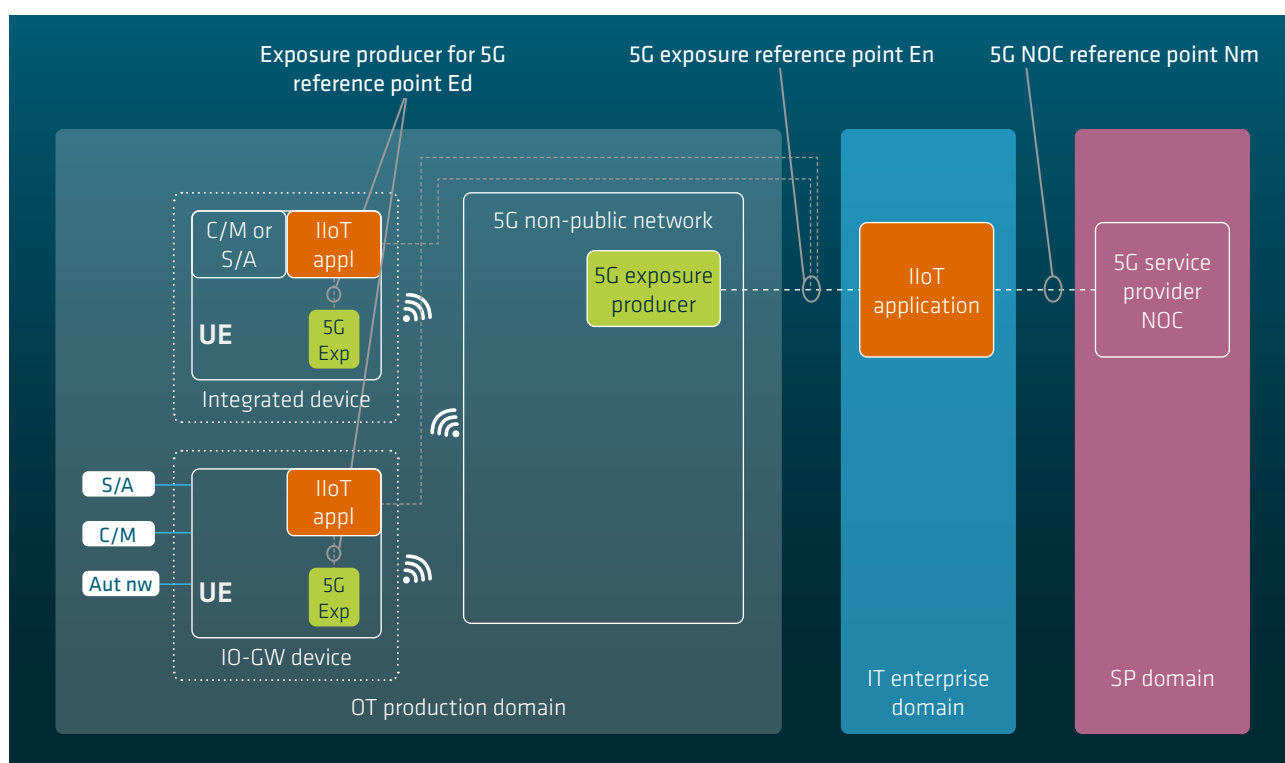 Exposure producer for 5G
reference point Ed
5G exposure reference point En
5G NOC reference point Nm
C/M or
S/A
IIoT
appl
UE
5G
Exp
Integrated device
S/A
C/M
Aut nw
IIoT
appl
UE
5G
Exp
IO-GW device
5G non-public network
5G exposure
producer
OT production domain
IIoT
application
IT enterprise
domain
5G service
provider
NOC
SP domain